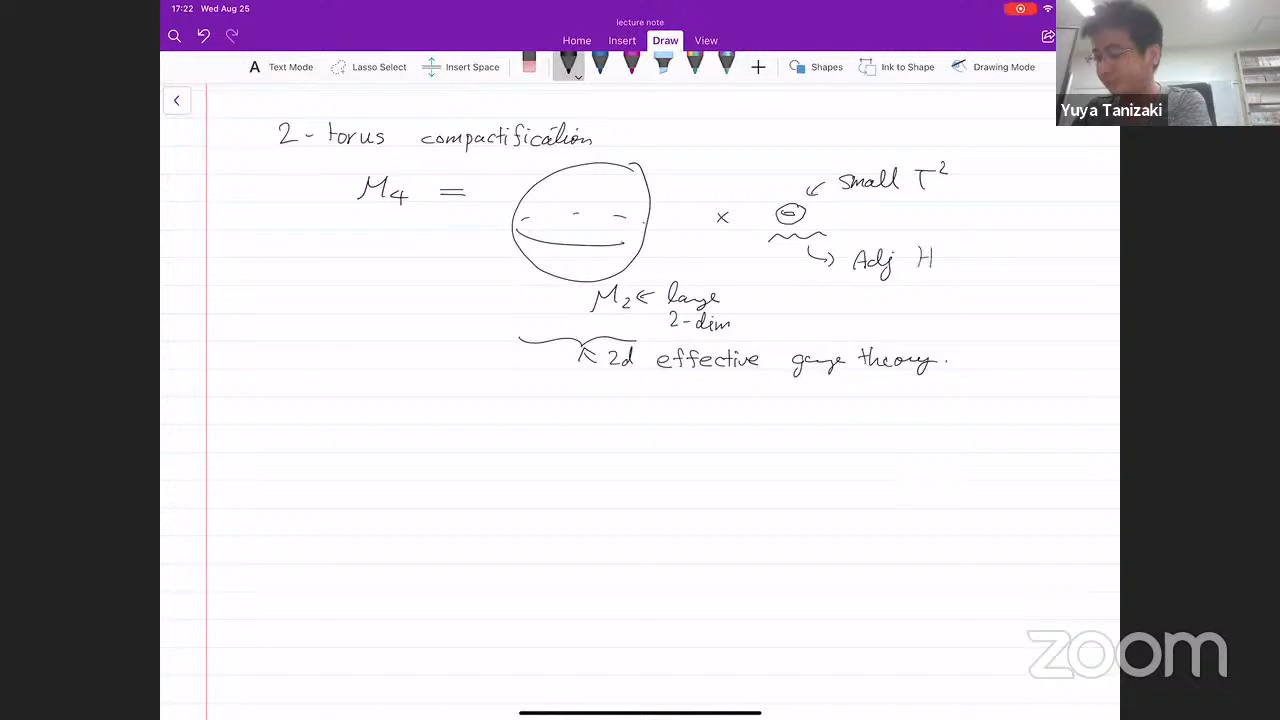 17:22 Wed Aug 25
lecture note
Home Insert Draw View
Text Mode Lasso Select Insert Space Shapes Ink to Shape Drawing Mode
Yuya Tanizaki
2-torus compactification
M4 = × small T²
Adj H
M2 ← large
2-dim
2d effective gauge theory.
zoom